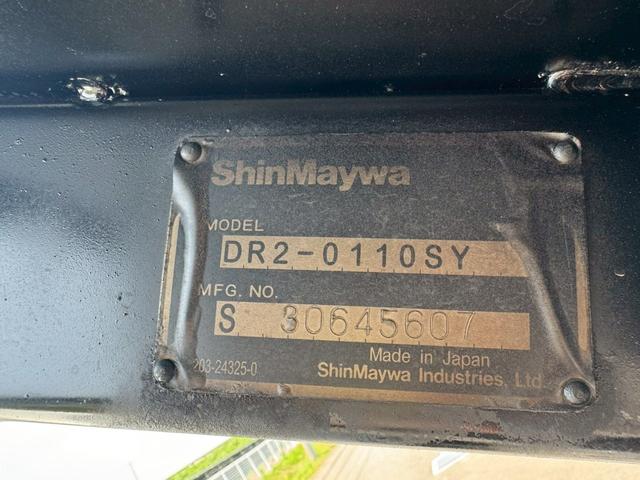 ShinMaywa
MODEL
DR2-0110SY
MFG. NO.
S 30645607
Made in Japan
203-24325-0
ShinMaywa Industries, Ltd.